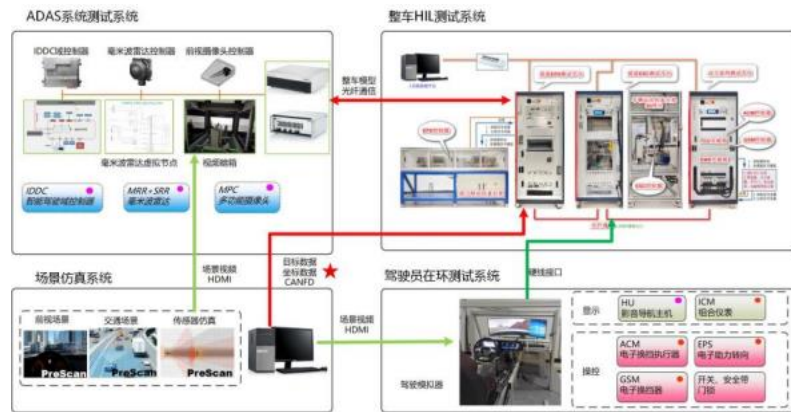 ADAS系统测试系统
IDDC域控制器
毫米波雷达控制器
前视摄像头控制器
毫米波雷达虚拟节点
视频暗箱
IDDC
智能驾驶域控制器
MRR+SRR
毫米波雷达
MPC
多功能摄像头
整车模型
光纤通信
整车HIL测试系统
场景视频
HDMI
目标数据
坐标数据
CANFD
硬线接口
场景仿真系统
前视场景
交通场景
传感器仿真
PreScan
PreScan
PreScan
场景视频
HDMI
驾驶员在环测试系统
驾驶模拟器
显示
HU
影音导航主机
ICM
组合仪表
操控
ACM
电子换挡执行器
EPS
电子助力转向
GSM
电子换挡器
开关、安全带
门锁